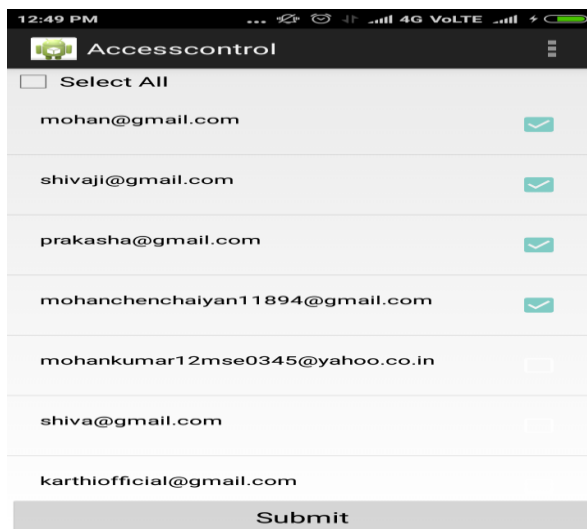 12:49 PM ... 4G VoLTE
Accesscontrol
Select All
mohan@gmail.com
shivaji@gmail.com
prakasha@gmail.com
mohanchenchaiyan11894@gmail.com
mohankumar12mse0345@yahoo.co.in
shiva@gmail.com
karthiofficial@gmail.com
Submit